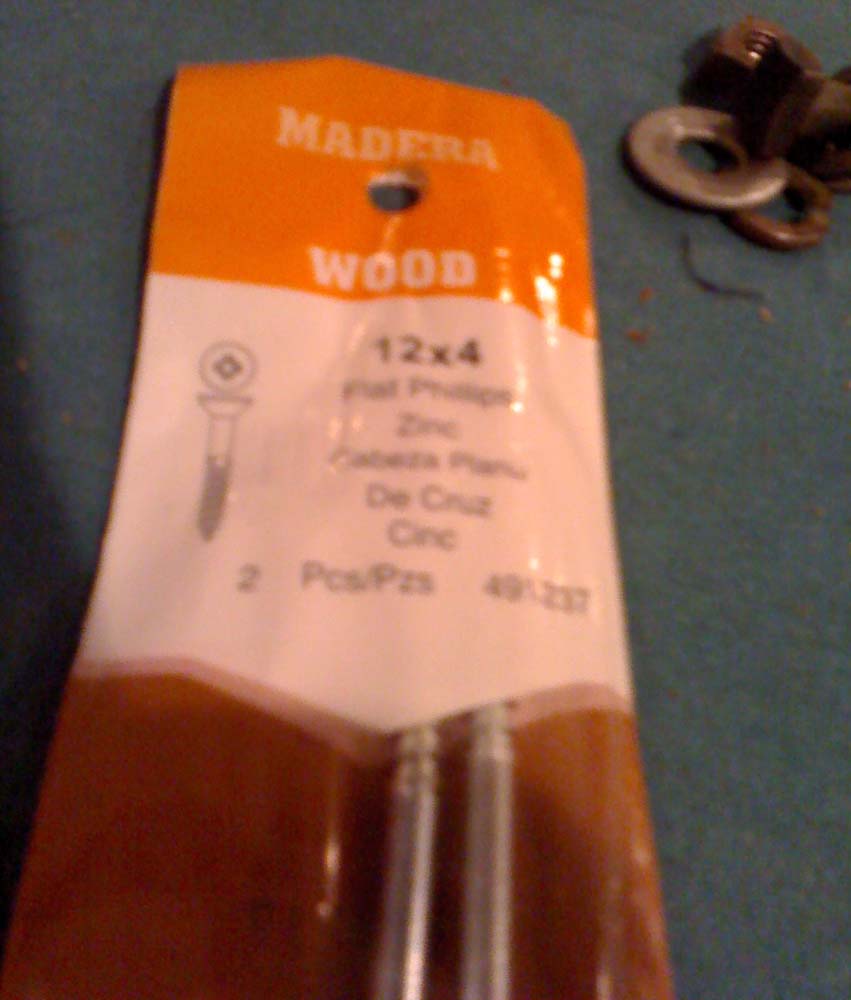 MADERA
WOOD
12x4
Flat Phillips
Zinc
Cabeza Plana
De Cruz
Cinc
2 Pcs/Pzs